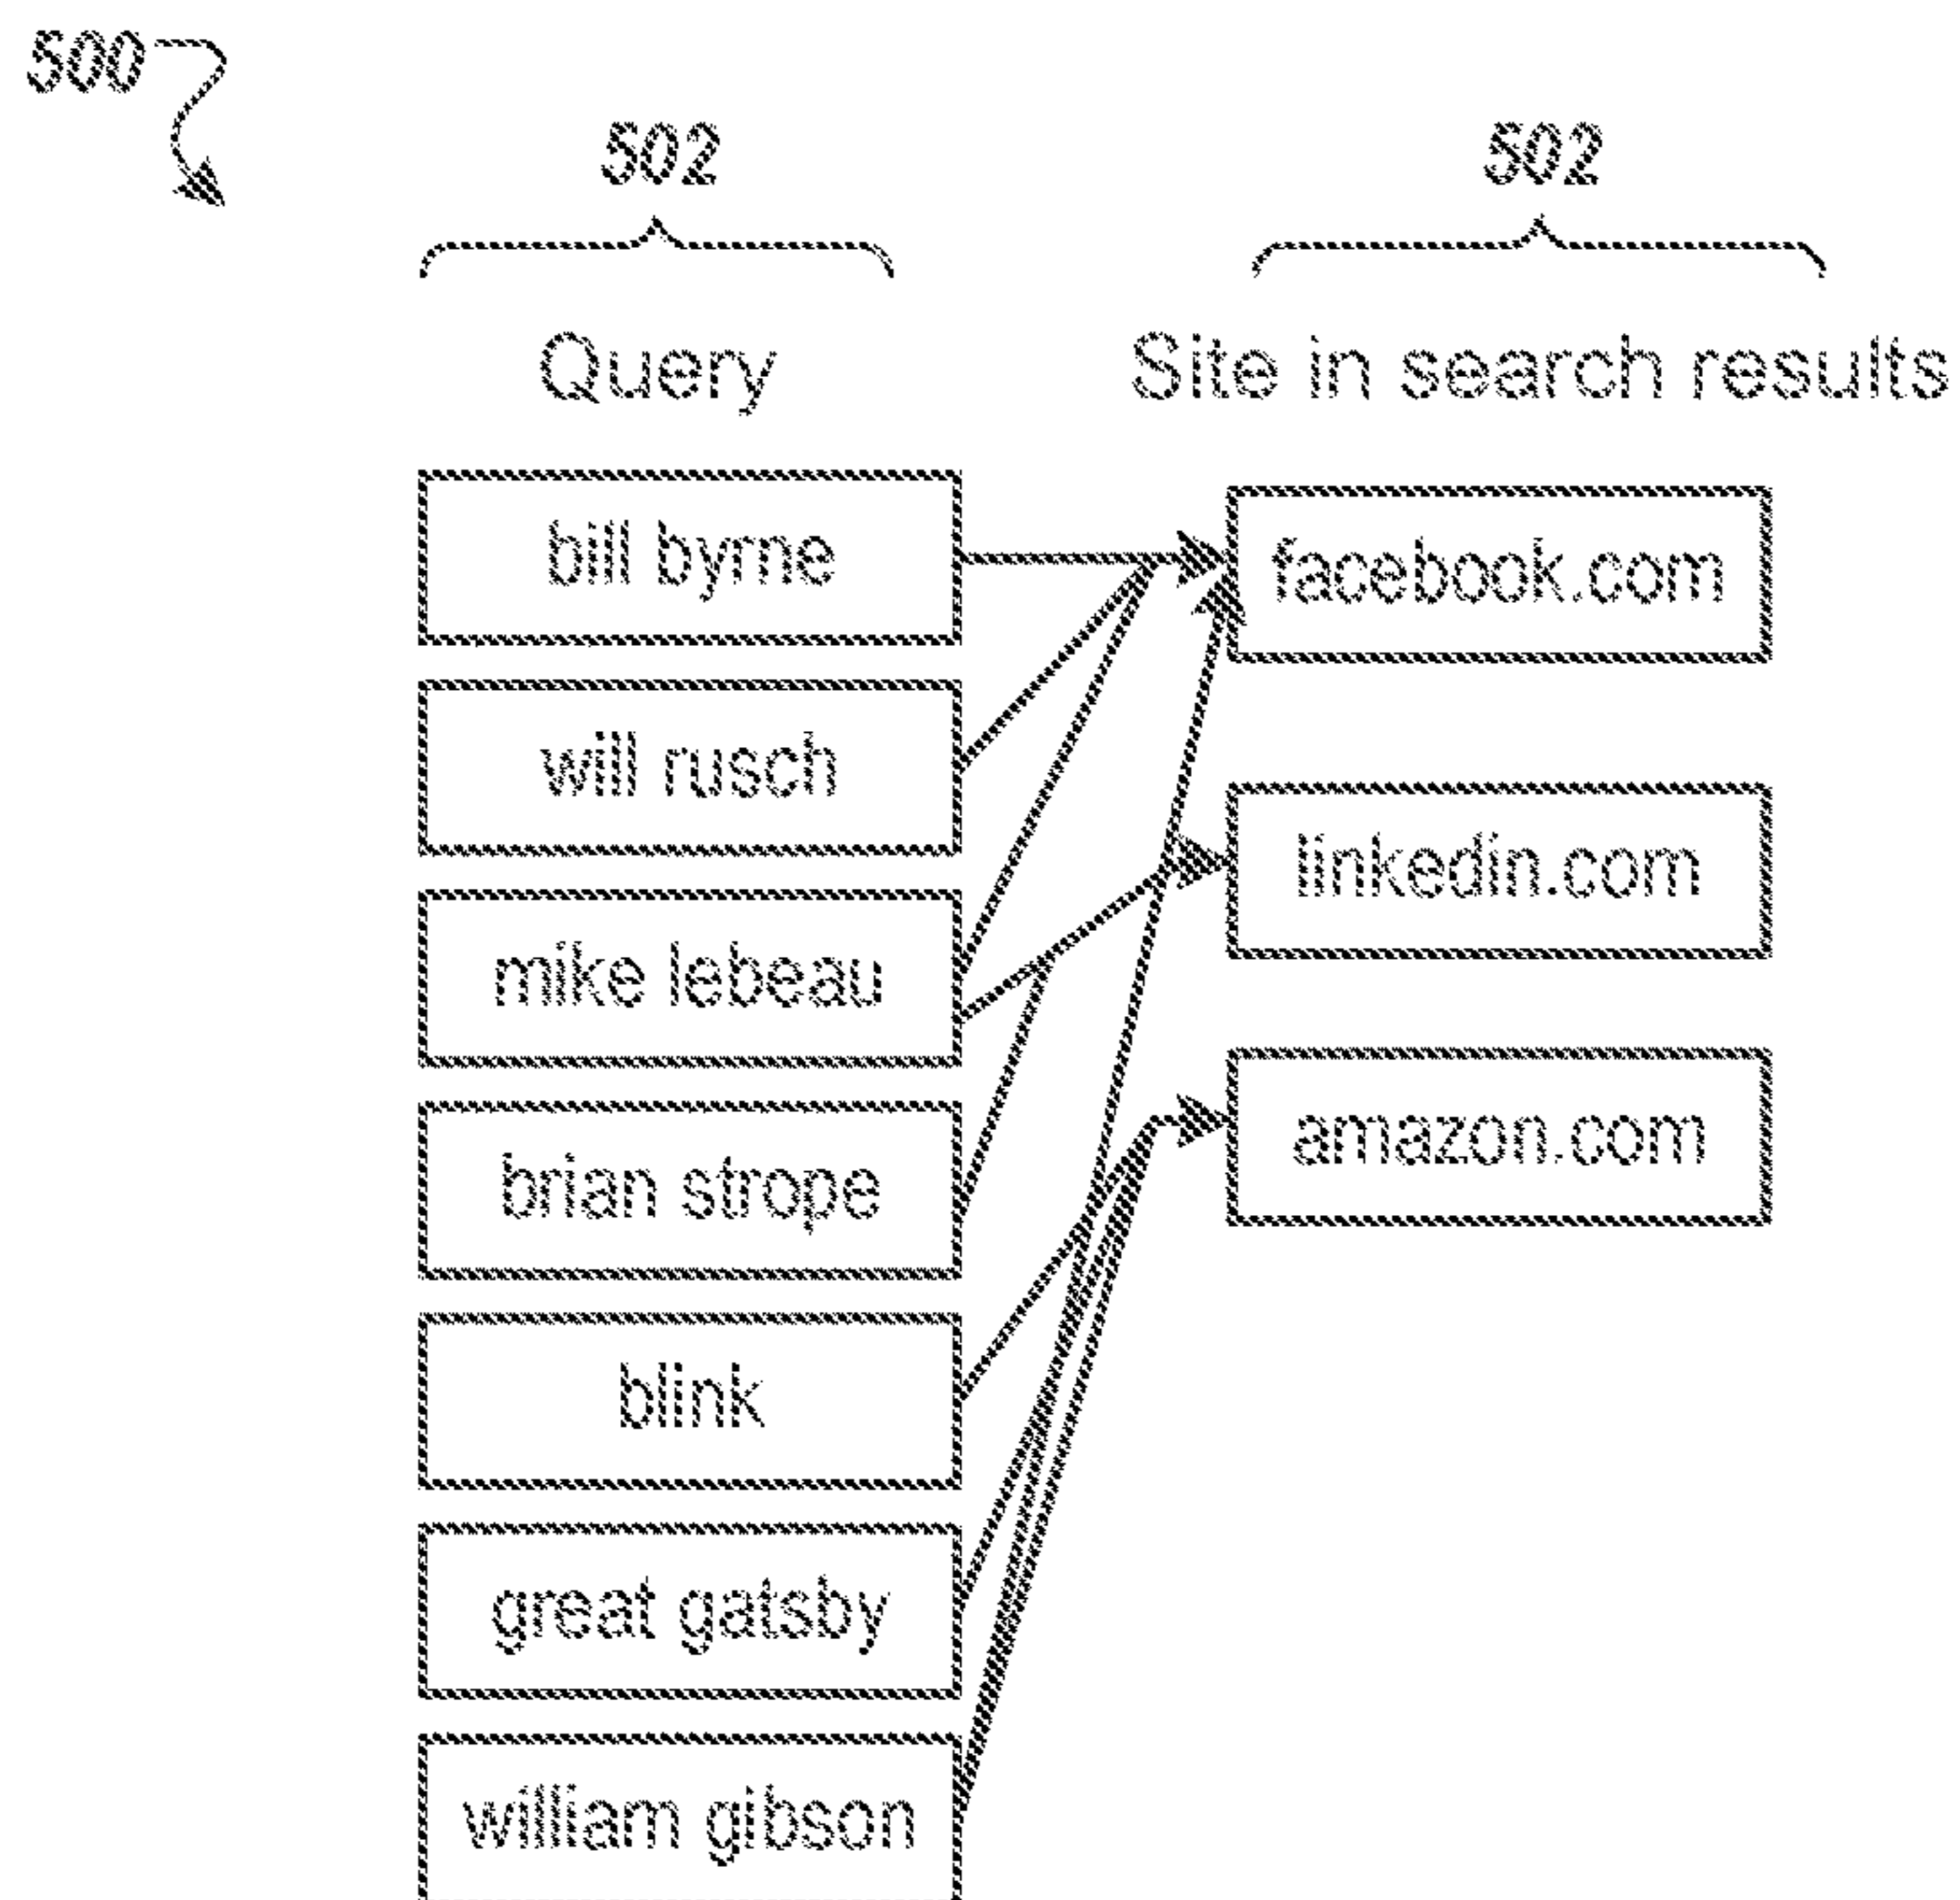 500
502 502
Query Site in search results
bill byrne facebook.com
will rusch
linkedin.com
mike lebeau
amazon.com
brian strope
blink
great gatsby
william gibson